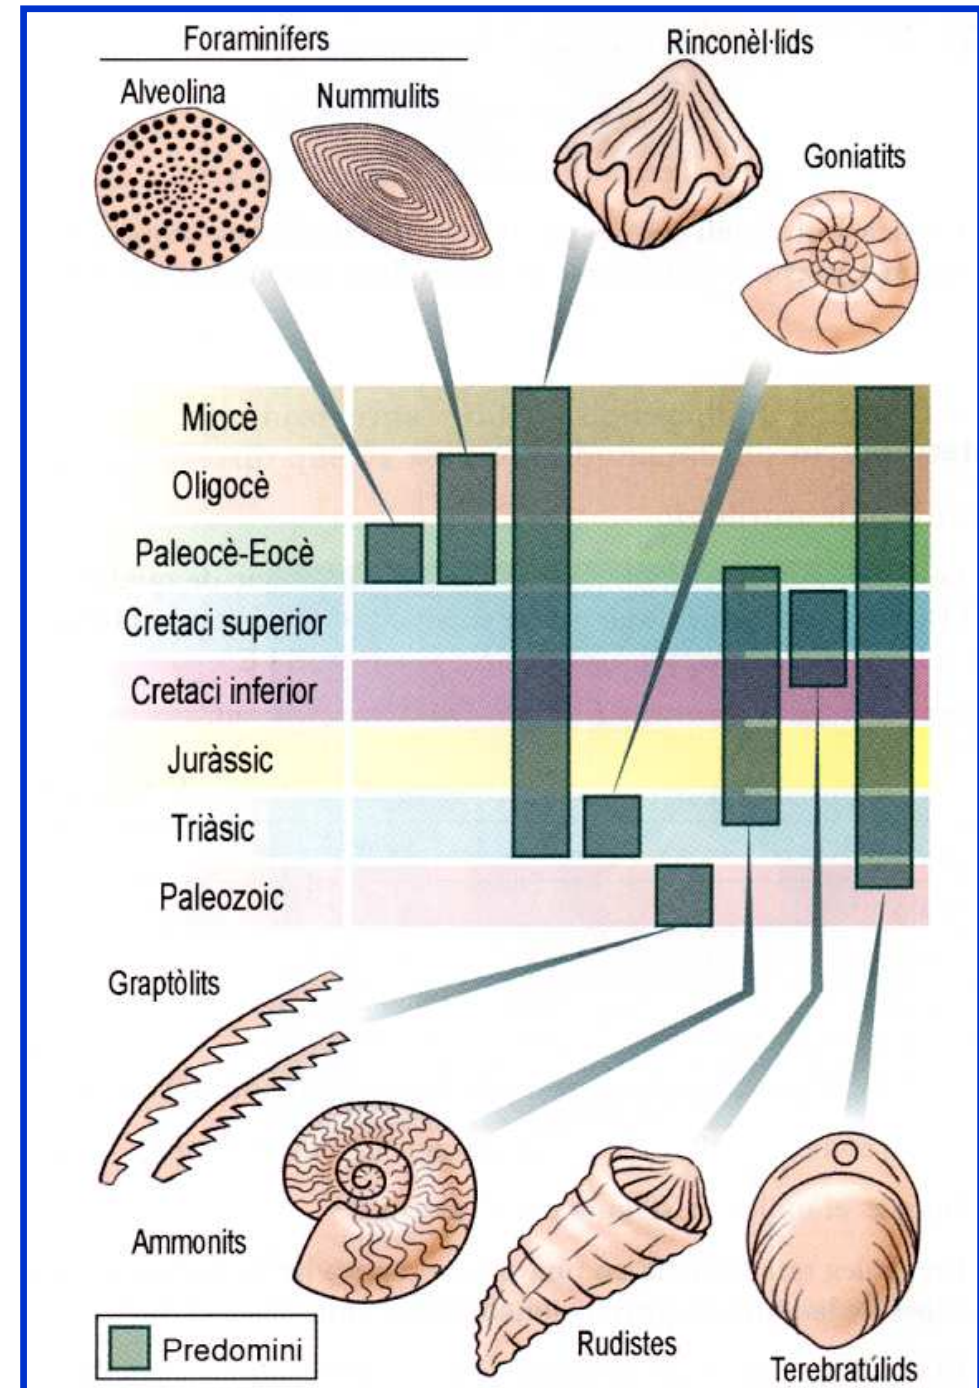 Foraminífers
Alveolina
Nummulits
Rinconèl·lids
Goniatits
Miocè
Oligocè
Paleocè-Eocè
Cretaci superior
Cretaci inferior
Juràssic
Triàsic
Paleozoic
Graptòlits
Ammonits
Rudistes
Terebratúlids
Predomini